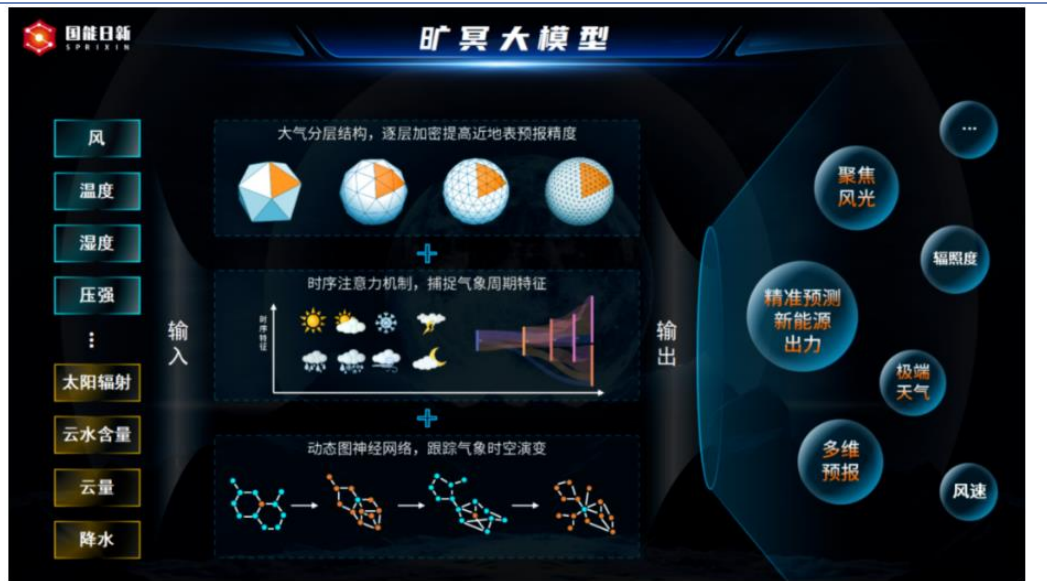 国能日新
SPRIXIN
旷冥大模型
风
温度
湿度
压强
⋮
太阳辐射
云水含量
云量
降水
输入
大气分层结构，逐层加密提高近地表预报精度
+
时序注意力机制，捕捉气象周期特征
时序特征
+
动态图神经网络，跟踪气象时空演变
输出
...
聚焦
风光
辐照度
精准预测
新能源
出力
极端
天气
多维
预报
风速